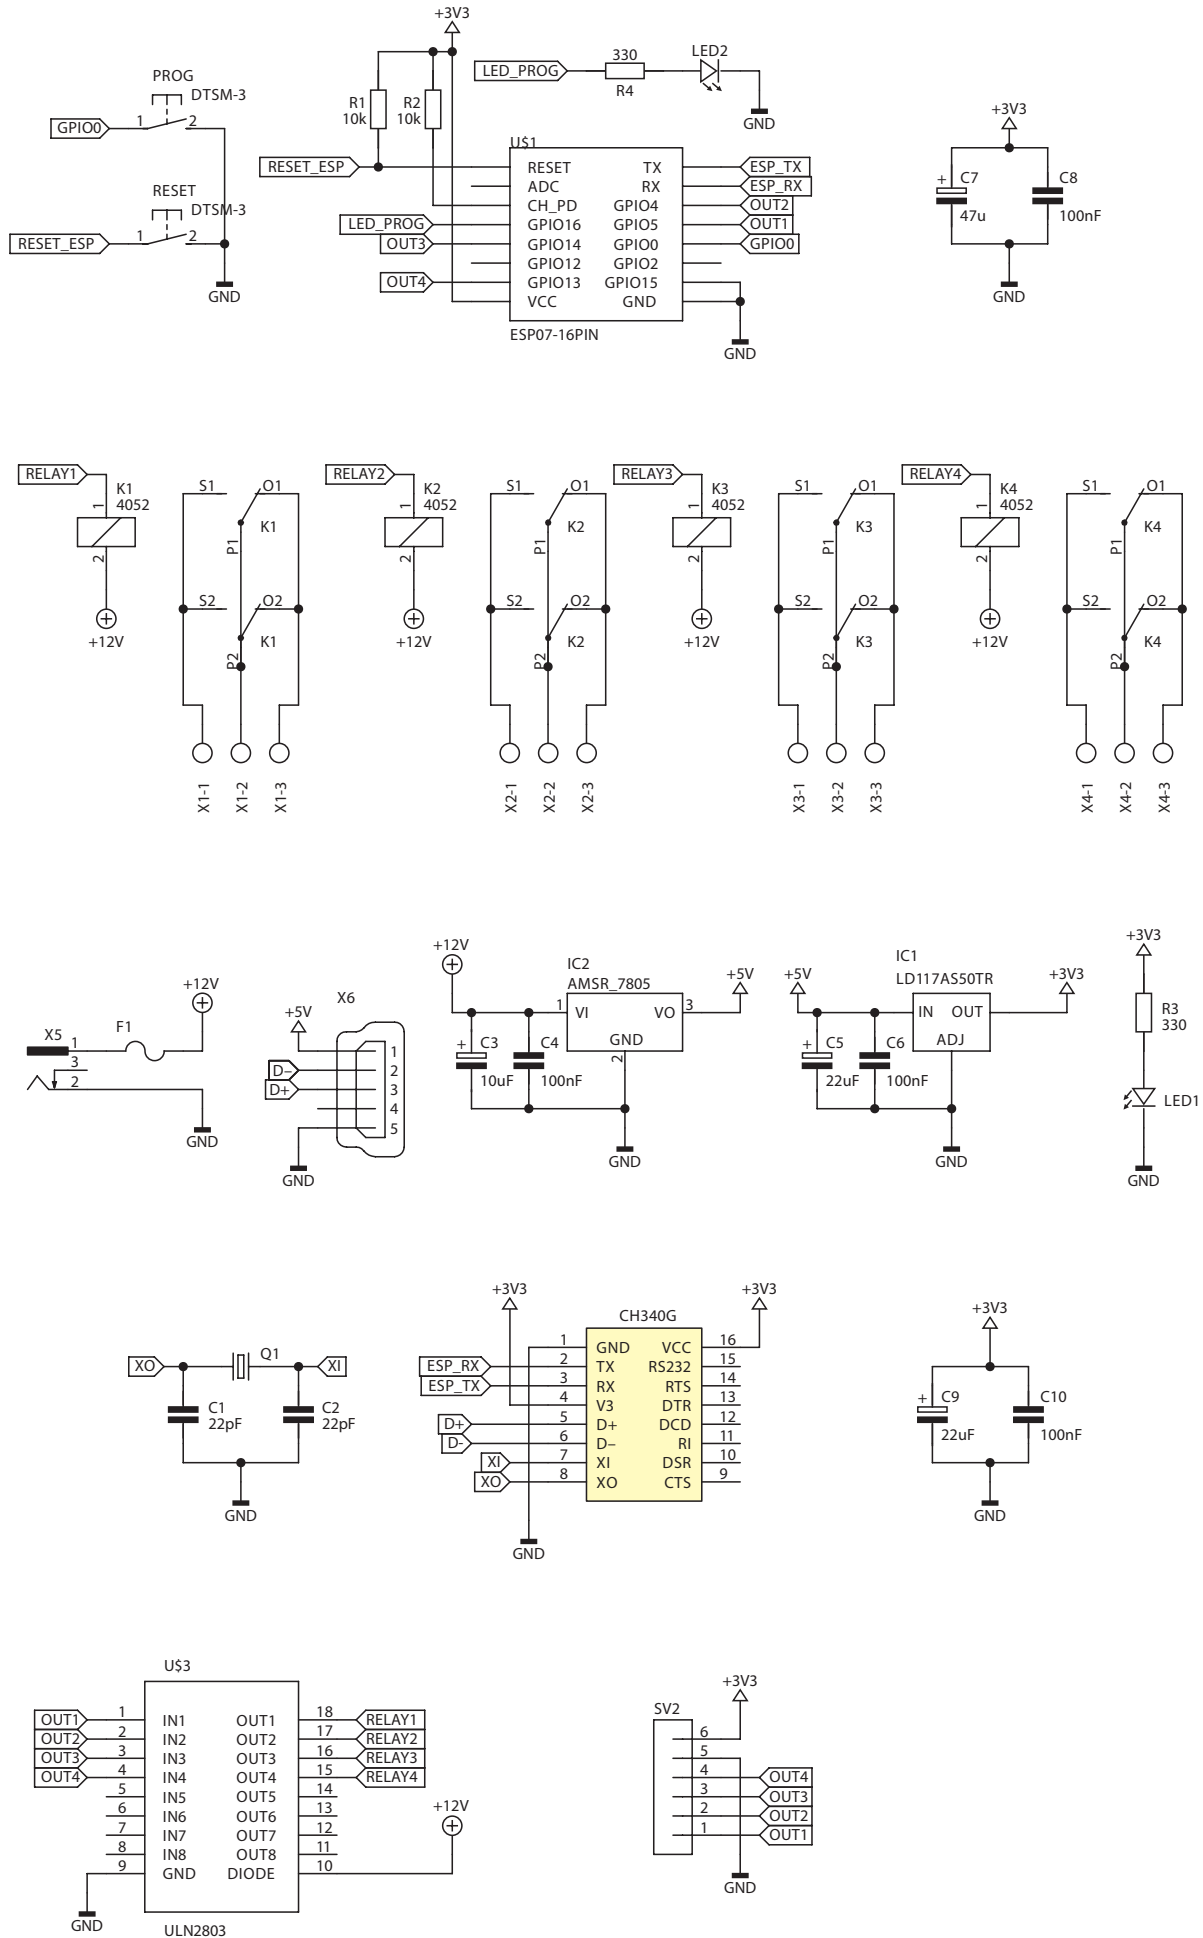 +3V3
PROG
DTSM-3
GPIO0
1 2
RESET
DTSM-3
RESET_ESP
1 2
GND
R1
10k
R2
10k
RESET_ESP
LED_PROG
330
R4
LED2
GND
U$1
RESET TX ESP_TX
ADC RX ESP_RX
CH_PD GPIO4 OUT2
LED_PROG GPIO16 GPIO5 OUT1
OUT3 GPIO14 GPIO0 GPIO0
GPIO12 GPIO2
OUT4 GPIO13 GPIO15
VCC GND
ESP07-16PIN
GND
+3V3
+ C7
47u
C8
100nF
GND
RELAY1
1
K1
4052
2
+12V
S1 O1
K1
P1
S2 O2
K1
P2
X1-1 X1-2 X1-3
RELAY2
1
K2
4052
2
+12V
S1 O1
K2
P1
S2 O2
K2
P2
X2-1 X2-2 X2-3
RELAY3
1
K3
4052
2
+12V
S1 O1
K3
P1
S2 O2
K3
P2
X3-1 X3-2 X3-3
RELAY4
1
K4
4052
2
+12V
S1 O1
K4
P1
S2 O2
K4
P2
X4-1 X4-2 X4-3
+12V
X5
F1
1
3
2
GND
X6
+5V
1
D– 2
D+ 3
4
5
GND
+12V
IC2
AMSR_7805
+5V
1 VI VO 3
GND
2
+ C3
10uF
C4
100nF
GND
IC1
LD117AS50TR
+5V
+3V3
IN OUT
ADJ
+ C5
22uF
C6
100nF
GND
+3V3
R3
330
LED1
GND
XO
Q1
XI
C1
22pF
C2
22pF
GND
+3V3
+3V3
CH340G
1 GND VCC 16
ESP_RX 2 TX RS232 15
ESP_TX 3 RX RTS 14
4 V3 DTR 13
D+ 5 D+ DCD 12
D- 6 D– RI 11
XI 7 XI DSR 10
XO 8 XO CTS 9
GND
+3V3
+ C9
22uF
C10
100nF
GND
U$3
OUT1 1 IN1 OUT1 18 RELAY1
OUT2 2 IN2 OUT2 17 RELAY2
OUT3 3 IN3 OUT3 16 RELAY3
OUT4 4 IN4 OUT4 15 RELAY4
5 IN5 OUT5 14
6 IN6 OUT6 13
7 IN7 OUT7 12
8 IN8 OUT8 11
9 GND DIODE 10
+12V
GND
ULN2803
+3V3
SV2
6
5
4 OUT4
3 OUT3
2 OUT2
1 OUT1
GND